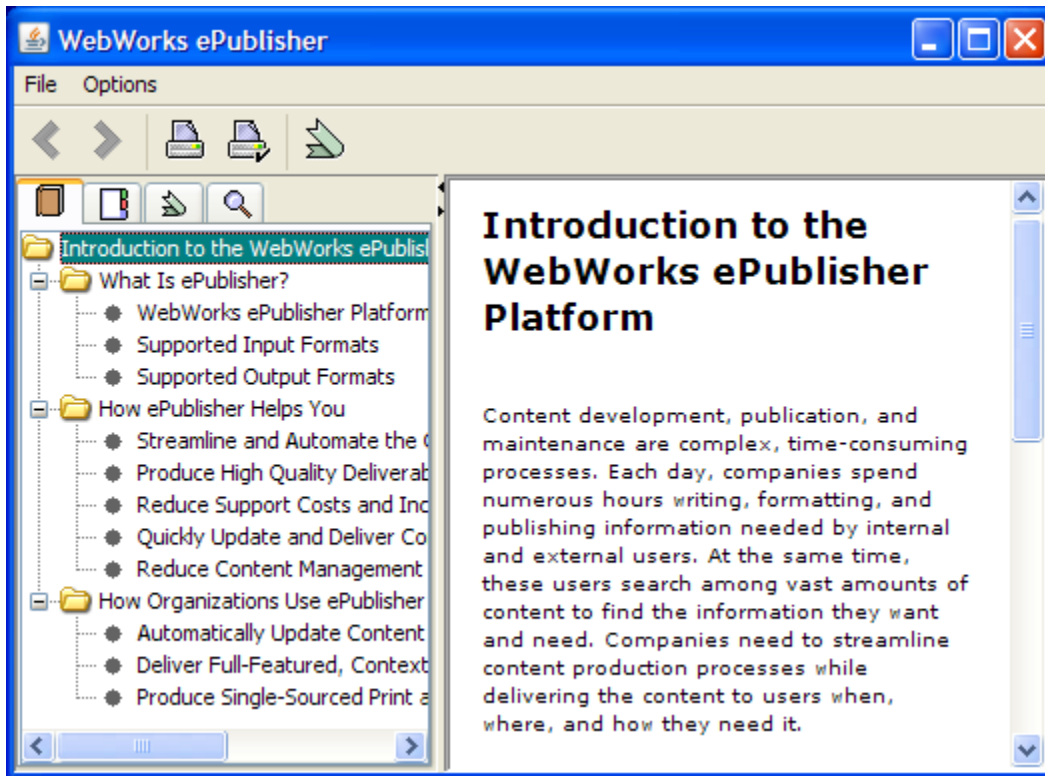 WebWorks ePublisher
File Options
Introduction to the WebWorks ePublis
What Is ePublisher?
WebWorks ePublisher Platform
Supported Input Formats
Supported Output Formats
How ePublisher Helps You
Streamline and Automate the
Produce High Quality Deliverab
Reduce Support Costs and Inc
Quickly Update and Deliver Co
Reduce Content Management
How Organizations Use ePublisher
Automatically Update Content
Deliver Full-Featured, Context
Produce Single-Sourced Print a
Introduction to the
WebWorks ePublisher
Platform
Content development, publication, and
maintenance are complex, time-consuming
processes. Each day, companies spend
numerous hours writing, formatting, and
publishing information needed by internal
and external users. At the same time,
these users search among vast amounts of
content to find the information they want
and need. Companies need to streamline
content production processes while
delivering the content to users when,
where, and how they need it.